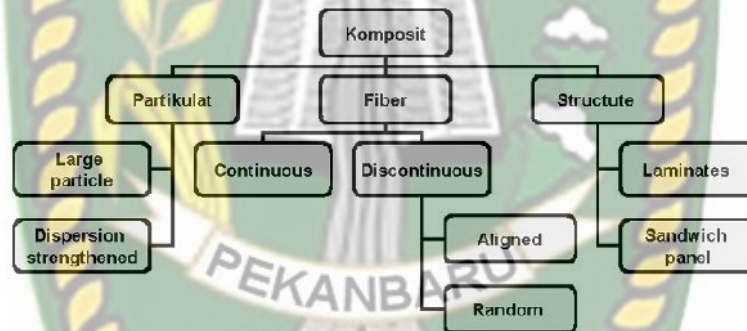 Komposit
Partikulat
Fiber
Structute
Large
particle
Continuous
Discontinuous
Laminates
Dispersion
strengthened
Aligned
Sandwich
panel
Random
PEKANBARU